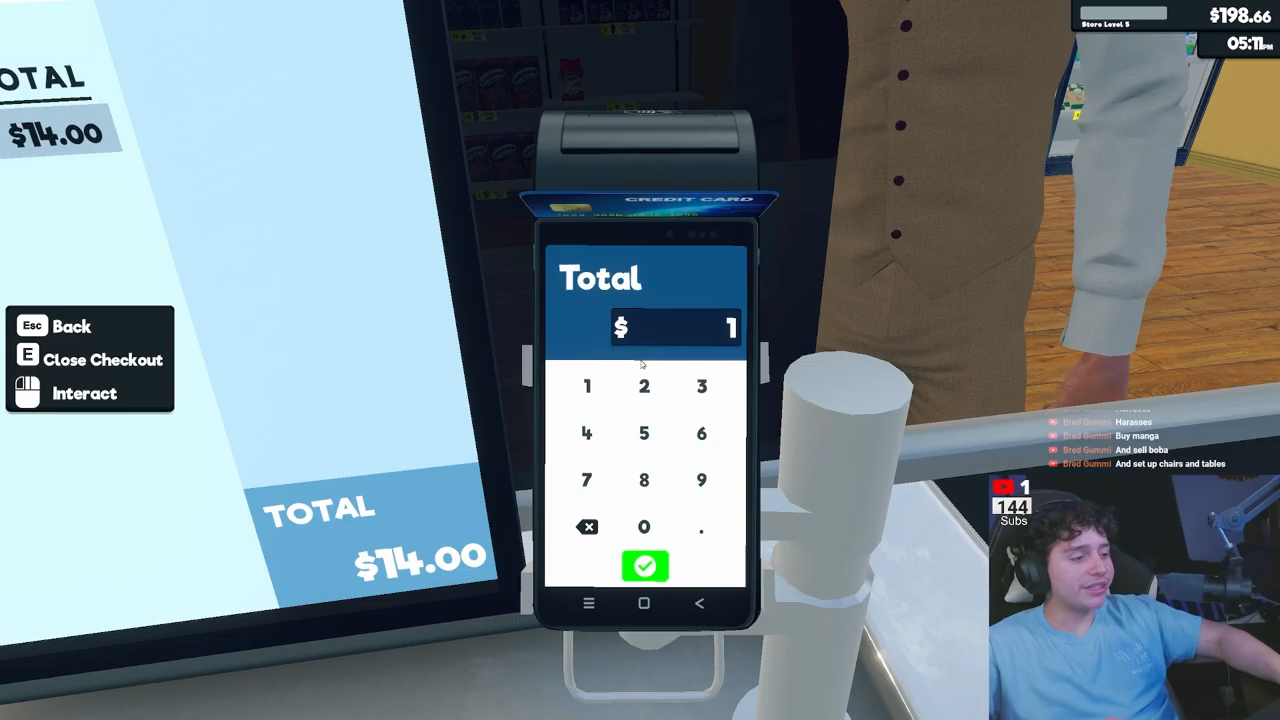 $198.66
Store Level 5
05:11PM
OTAL
$14.00
CREDIT CARD
Total
$ 1
1 2 3
4 5 6
7 8 9
0 .
Esc Back
E Close Checkout
Interact
TOTAL
$14.00
Bred Gummi Harasses
Bred Gummi Buy manga
Bred Gummi And sell boba
Bred Gummi And set up chairs and tables
1
144
Subs